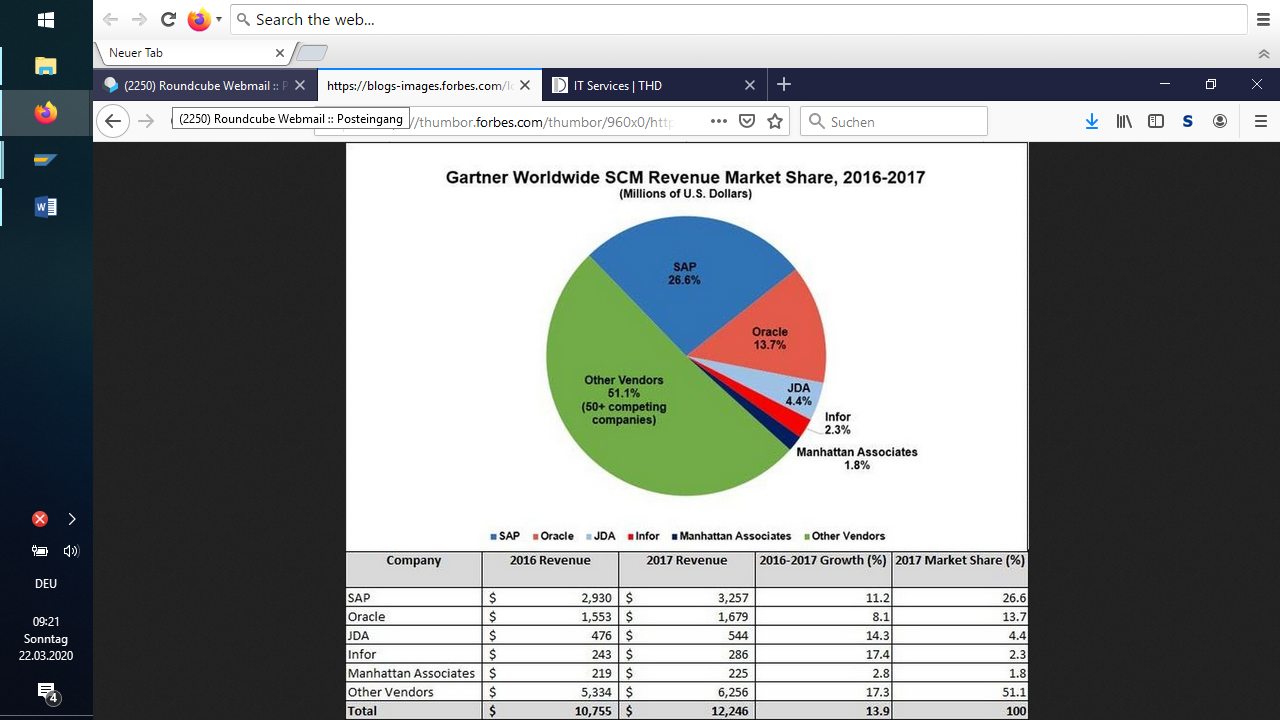 Search the web...
Neuer Tab
(2250) Roundcube Webmail :: P
https://blogs-images.forbes.com/
IT Services | THD
(2250) Roundcube Webmail :: Posteingang
/thumbor.forbes.com/thumbor/960x0/http
Suchen
S
W
Gartner Worldwide SCM Revenue Market Share, 2016-2017
(Millions of U.S. Dollars)
SAP
26.6%
Oracle
13.7%
JDA
4.4%
Infor
2.3%
Manhattan Associates
1.8%
Other Vendors
51.1%
(50+ competing
companies)
SAP Oracle JDA Infor Manhattan Associates Other Vendors
Company 2016 Revenue 2017 Revenue 2016-2017 Growth (%) 2017 Market Share (%)
SAP $ 2,930 $ 3,257 11.2 26.6
Oracle $ 1,553 $ 1,679 8.1 13.7
JDA $ 476 $ 544 14.3 4.4
Infor $ 243 $ 286 17.4 2.3
Manhattan Associates $ 219 $ 225 2.8 1.8
Other Vendors $ 5,334 $ 6,256 17.3 51.1
Total $ 10,755 $ 12,246 13.9 100
DEU
09:21
Sonntag
22.03.2020
4